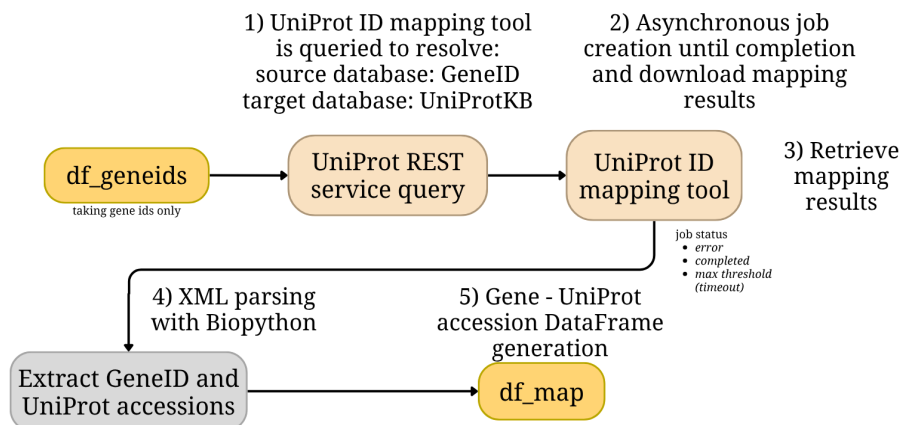 1) UniProt ID mapping tool
is queried to resolve:
source database: GeneID
target database: UniProtKB
2) Asynchronous job
creation until completion
and download mapping
results
df_geneids
taking gene ids only
UniProt REST
service query
UniProt ID
mapping tool
3) Retrieve
mapping
results
job status
• error
• completed
• max threshold
(timeout)
4) XML parsing
with Biopython
5) Gene - UniProt
accession DataFrame
generation
Extract GeneID and
UniProt accessions
df_map